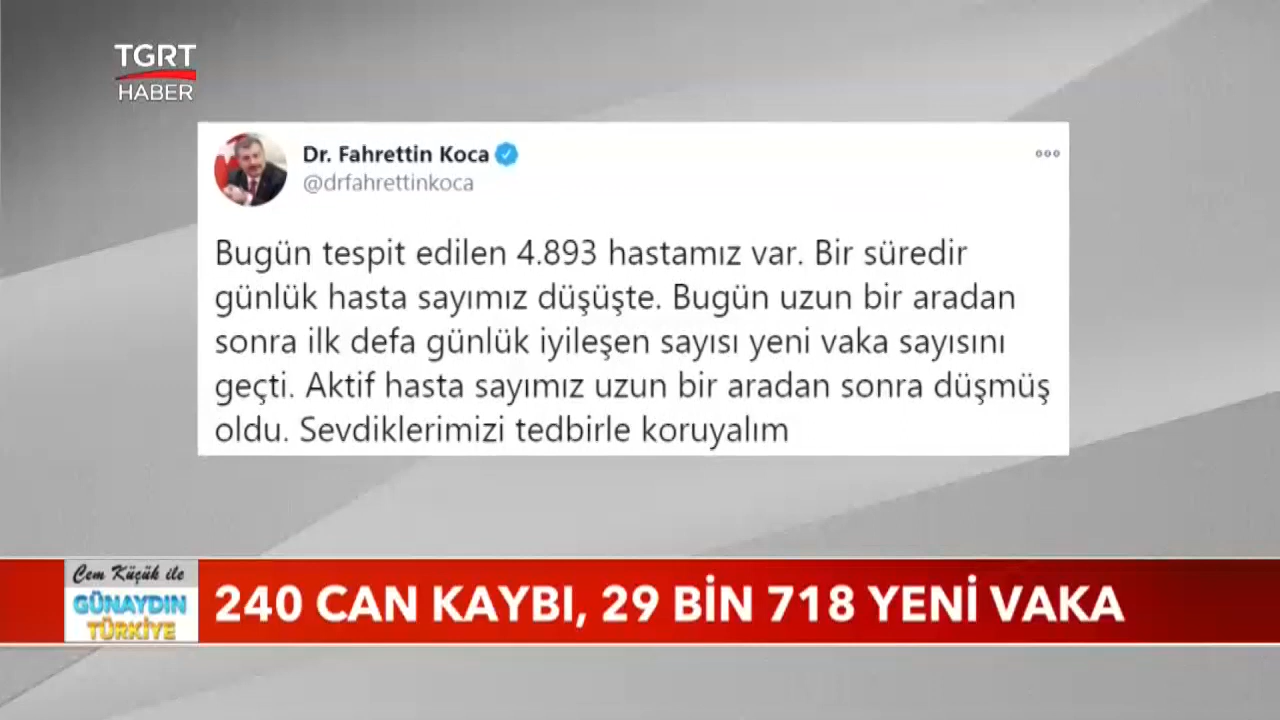 TGRT
HABER
Dr. Fahrettin Koca
@drfahrettinkoca
Bugün tespit edilen 4.893 hastamız var. Bir süredir
günlük hasta sayımız düşüşte. Bugün uzun bir aradan
sonra ilk defa günlük iyileşen sayısı yeni vaka sayısını
geçti. Aktif hasta sayımız uzun bir aradan sonra düşmüş
oldu. Sevdiklerimizi tedbirle koruyalım
Cem Küçük ile
GÜNAYDIN
TÜRKİYE
240 CAN KAYBI, 29 BİN 718 YENİ VAKA